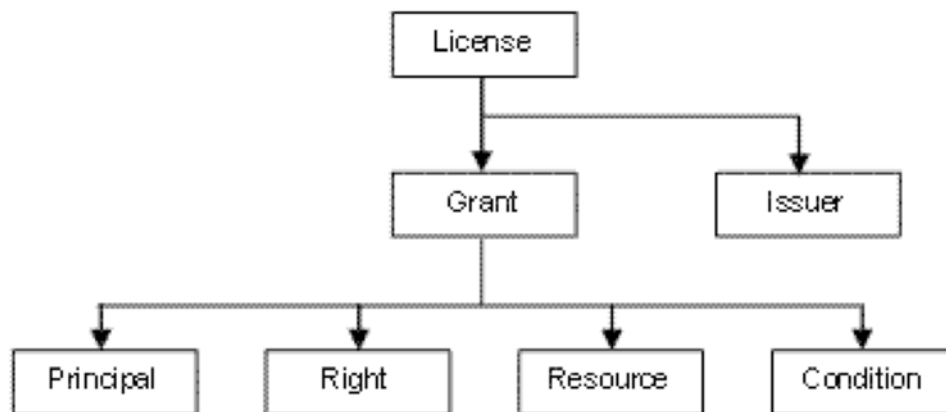 License
Grant
Issuer
Principal
Right
Resource
Condition